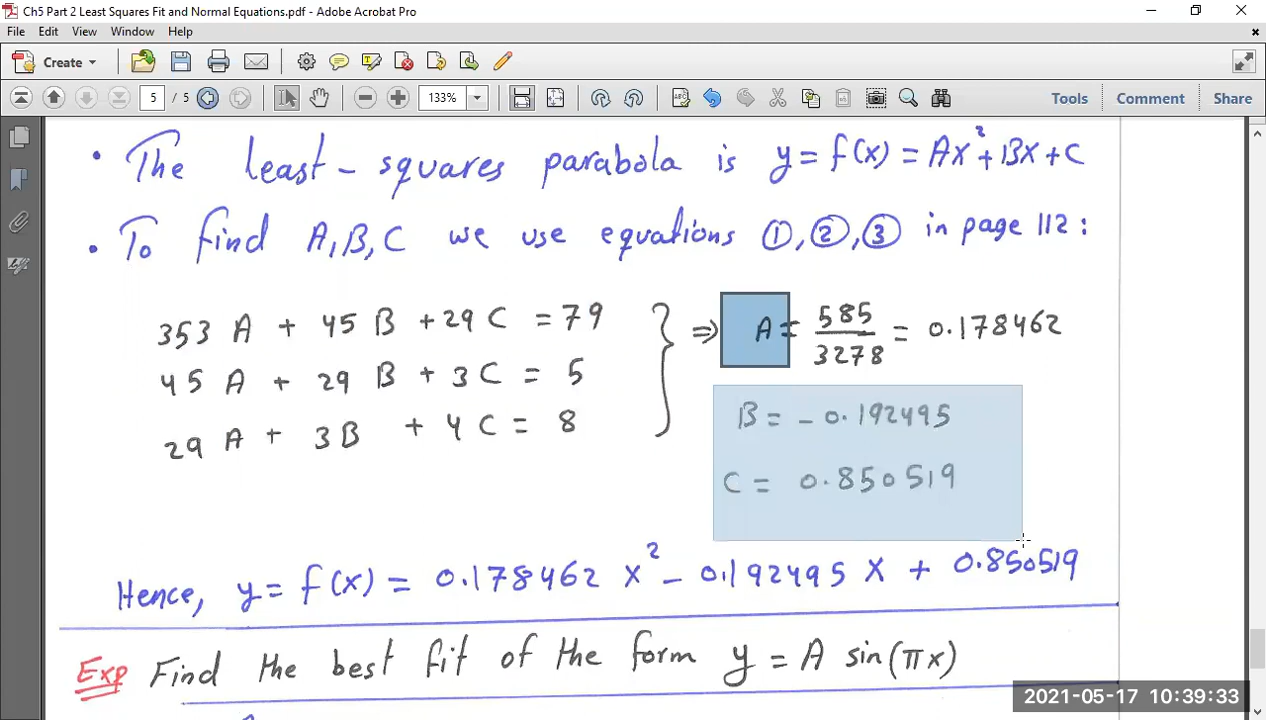 Ch5 Part 2 Least Squares Fit and Normal Equations.pdf - Adobe Acrobat Pro
File Edit View Window Help
Create
5 / 5 133% Tools Comment Share
• The least-squares parabola is y = f(x) = Ax² + Bx + C
• To find A, B, C we use equations ①, ②, ③ in page 112:
353 A + 45 B + 29 C = 79 } ⇒ A = 585/3278 = 0.178462
45 A + 29 B + 3 C = 5
B = - 0.192495
29 A + 3 B + 4 C = 8
C = 0.850519
Hence, y = f(x) = 0.178462 x² - 0.192495 x + 0.850519
Exp Find the best fit of the form y = A sin(πx)
2021-05-17 10:39:33